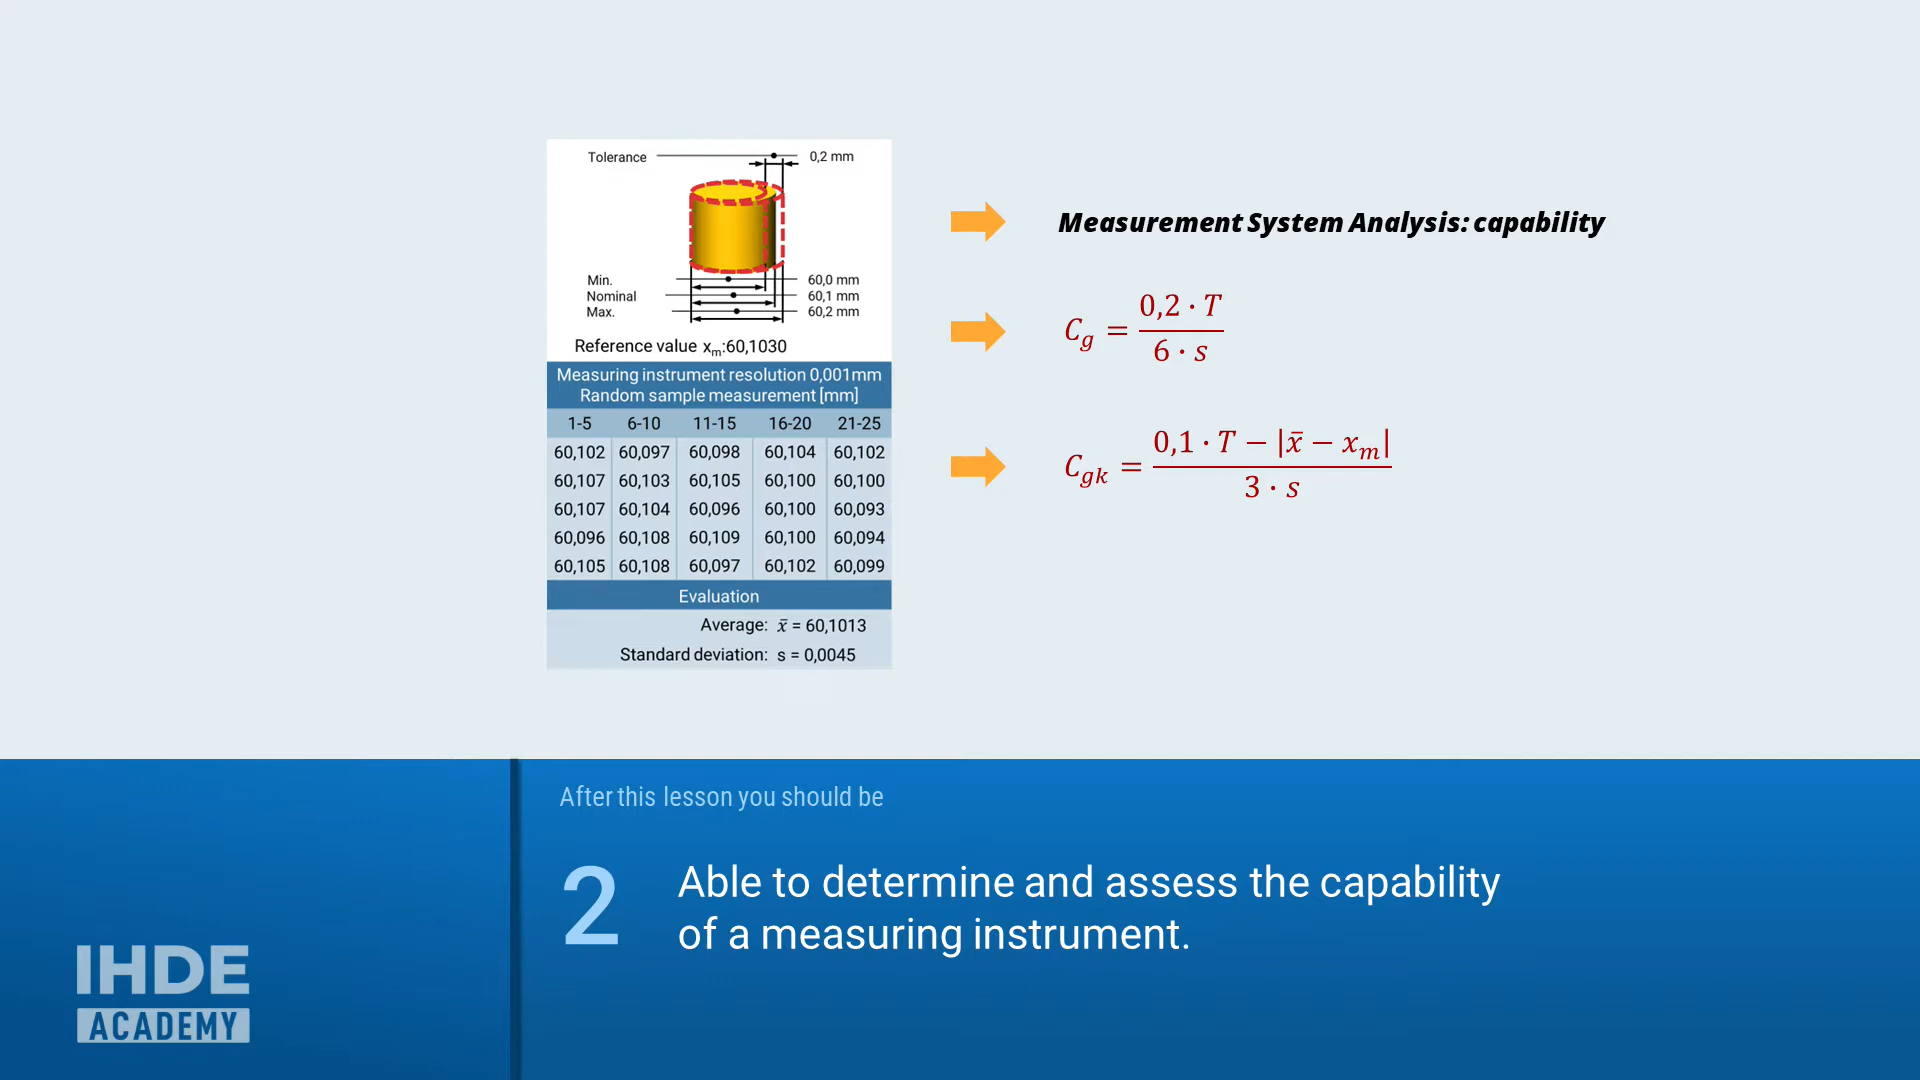 Tolerance 0,2 mm
Min. 60,0 mm
Nominal 60,1 mm
Max. 60,2 mm
Reference value xₘ:60,1030
Measuring instrument resolution 0,001mm
Random sample measurement [mm]
1-5 6-10 11-15 16-20 21-25
60,102 60,097 60,098 60,104 60,102
60,107 60,103 60,105 60,100 60,100
60,107 60,104 60,096 60,100 60,093
60,096 60,108 60,109 60,100 60,094
60,105 60,108 60,097 60,102 60,099
Evaluation
Average: x̄ = 60,1013
Standard deviation: s = 0,0045
Measurement System Analysis: capability
C_g = (0,2 · T) / (6 · s)
C_gk = (0,1 · T − |x̄ − x_m|) / (3 · s)
After this lesson you should be
2 Able to determine and assess the capability
of a measuring instrument.
IHDE
ACADEMY